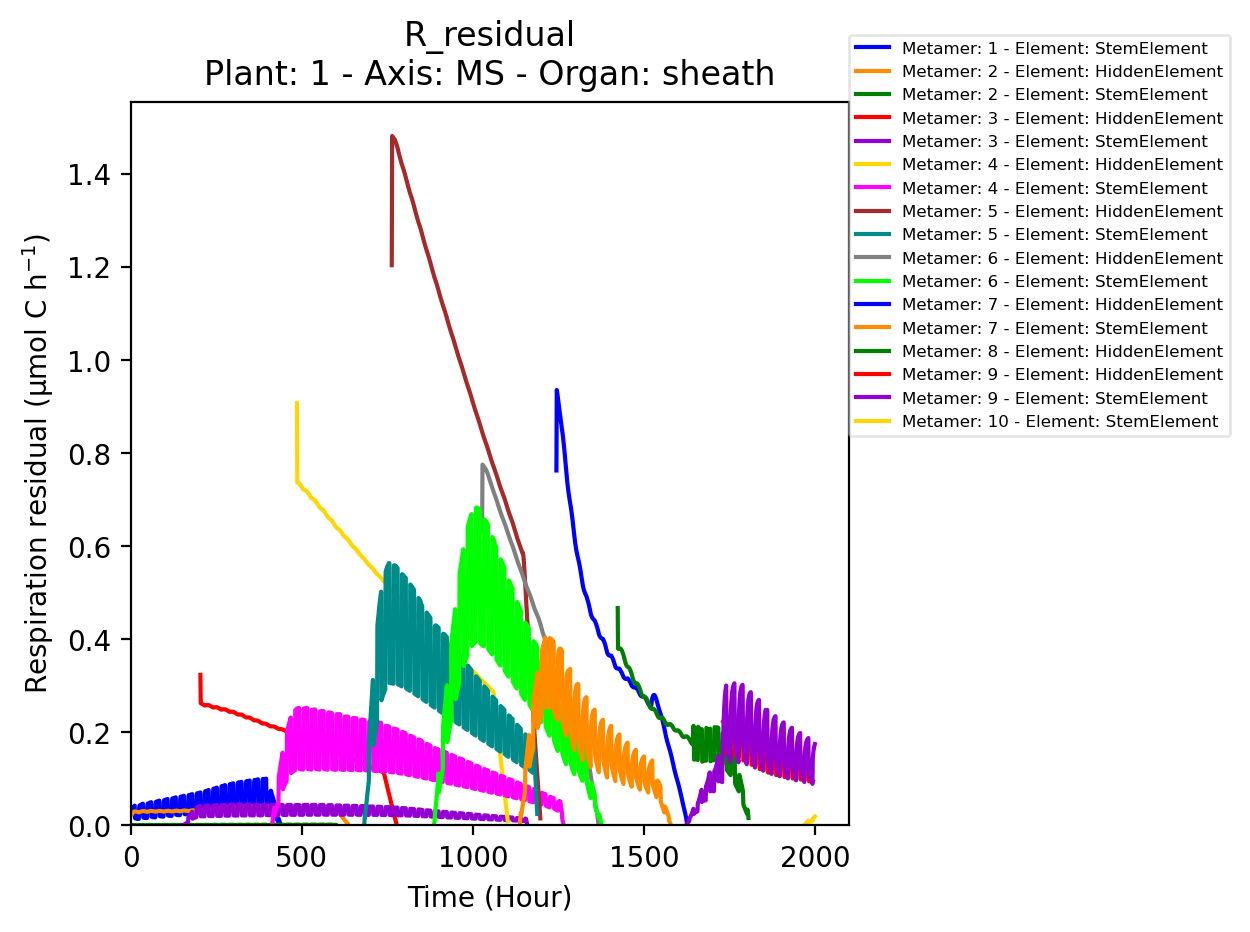 R_residual
Plant: 1 - Axis: MS - Organ: sheath
Metamer: 1 - Element: StemElement
Metamer: 2 - Element: HiddenElement
Metamer: 2 - Element: StemElement
Metamer: 3 - Element: HiddenElement
Metamer: 3 - Element: StemElement
Metamer: 4 - Element: HiddenElement
Metamer: 4 - Element: StemElement
Metamer: 5 - Element: HiddenElement
Metamer: 5 - Element: StemElement
Metamer: 6 - Element: HiddenElement
Metamer: 6 - Element: StemElement
Metamer: 7 - Element: HiddenElement
Metamer: 7 - Element: StemElement
Metamer: 8 - Element: HiddenElement
Metamer: 9 - Element: HiddenElement
Metamer: 9 - Element: StemElement
Metamer: 10 - Element: StemElement
Respiration residual (µmol C h⁻¹)
1.4
1.2
1.0
0.8
0.6
0.4
0.2
0.0
0 500 1000 1500 2000
Time (Hour)